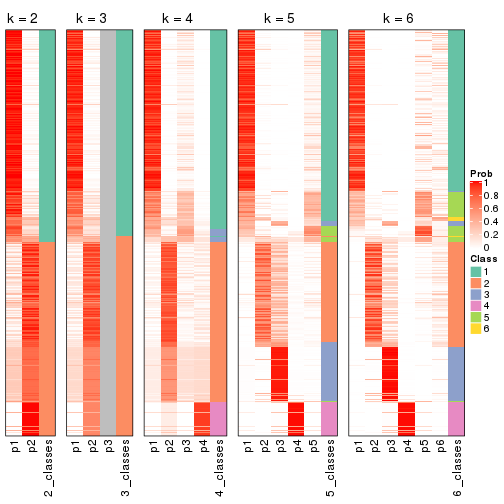 k = 2
k = 3
k = 4
k = 5
k = 6
Prob
1
0.8
0.6
0.4
0.2
0
Class
1
2
3
4
5
6
p1
p2
2_classes
p1
p2
p3
3_classes
p1
p2
p3
p4
4_classes
p1
p2
p3
p4
p5
5_classes
p1
p2
p3
p4
p5
p6
6_classes